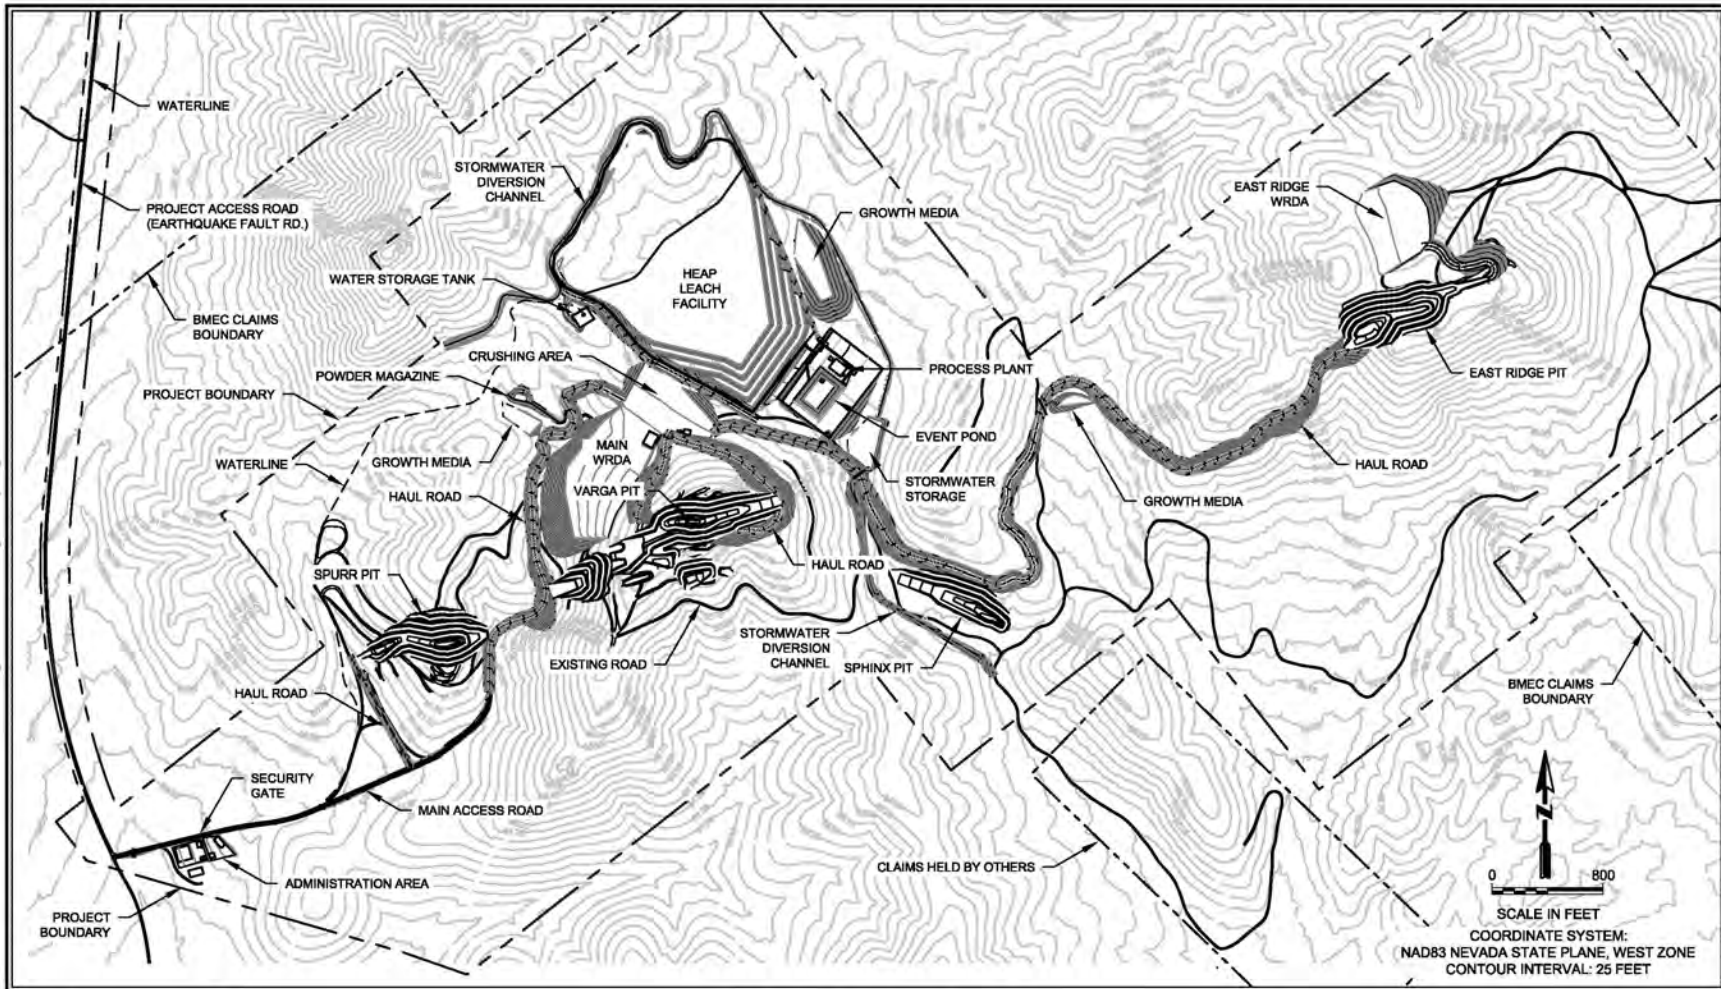 WATERLINE
PROJECT ACCESS ROAD
(EARTHQUAKE FAULT RD.)
STORMWATER
DIVERSION
CHANNEL
GROWTH MEDIA
EAST RIDGE
WRDA
WATER STORAGE TANK
HEAP
LEACH
FACILITY
BMEC CLAIMS
BOUNDARY
CRUSHING AREA
POWDER MAGAZINE
PROCESS PLANT
EAST RIDGE PIT
PROJECT BOUNDARY
EVENT POND
MAIN
WRDA
WATERLINE
GROWTH MEDIA
HAUL ROAD
STORMWATER
STORAGE
HAUL ROAD
VARGA PIT
GROWTH MEDIA
HAUL ROAD
SPURR PIT
STORMWATER
DIVERSION
CHANNEL
EXISTING ROAD
SPHINX PIT
HAUL ROAD
BMEC CLAIMS
BOUNDARY
SECURITY
GATE
MAIN ACCESS ROAD
N
CLAIMS HELD BY OTHERS
ADMINISTRATION AREA
0 800
SCALE IN FEET
PROJECT
BOUNDARY
COORDINATE SYSTEM:
NAD83 NEVADA STATE PLANE, WEST ZONE
CONTOUR INTERVAL: 25 FEET